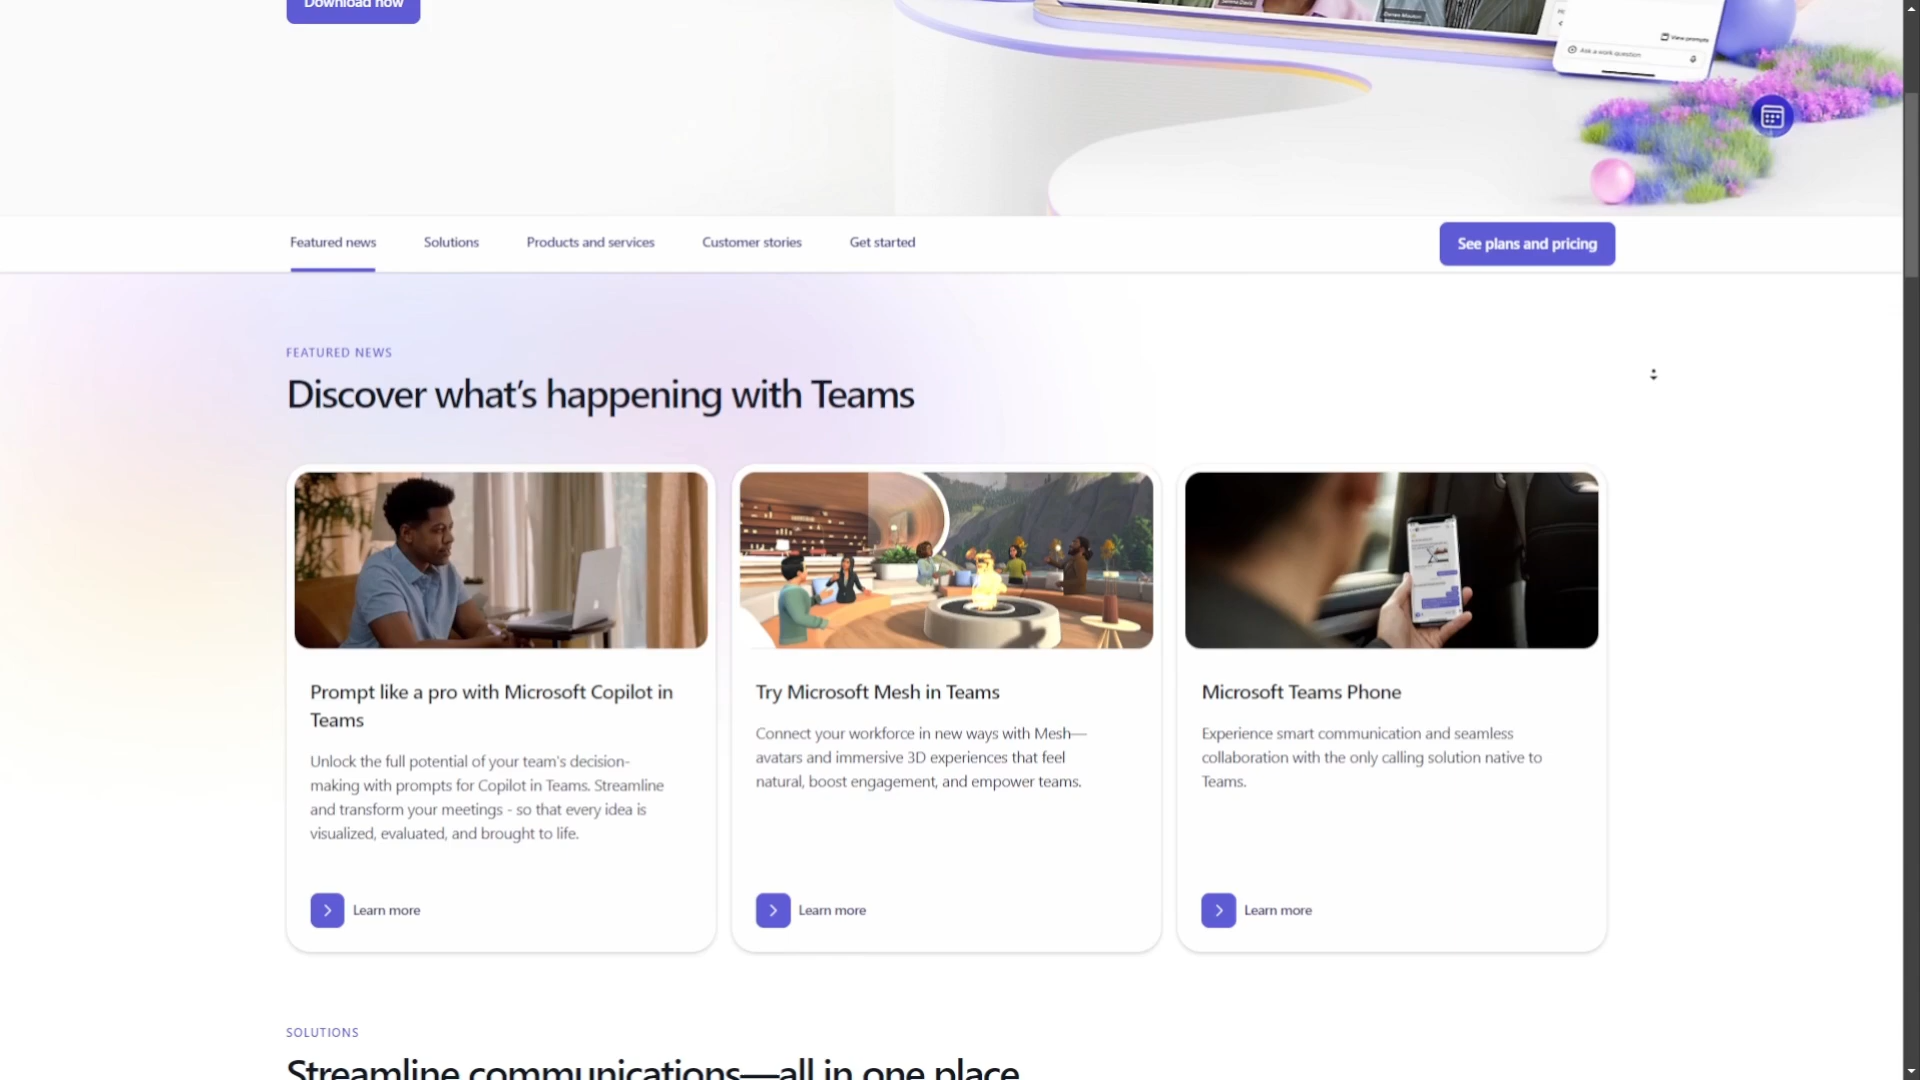 Download now
View prompts
Ask a work question
Featured news
Solutions
Products and services
Customer stories
Get started
See plans and pricing
FEATURED NEWS
Discover what’s happening with Teams
Prompt like a pro with Microsoft Copilot in
Teams
Unlock the full potential of your team's decision-
making with prompts for Copilot in Teams. Streamline
and transform your meetings - so that every idea is
visualized, evaluated, and brought to life.
Learn more
Try Microsoft Mesh in Teams
Connect your workforce in new ways with Mesh—
avatars and immersive 3D experiences that feel
natural, boost engagement, and empower teams.
Learn more
Microsoft Teams Phone
Experience smart communication and seamless
collaboration with the only calling solution native to
Teams.
Learn more
SOLUTIONS
Streamline communications—all in one place